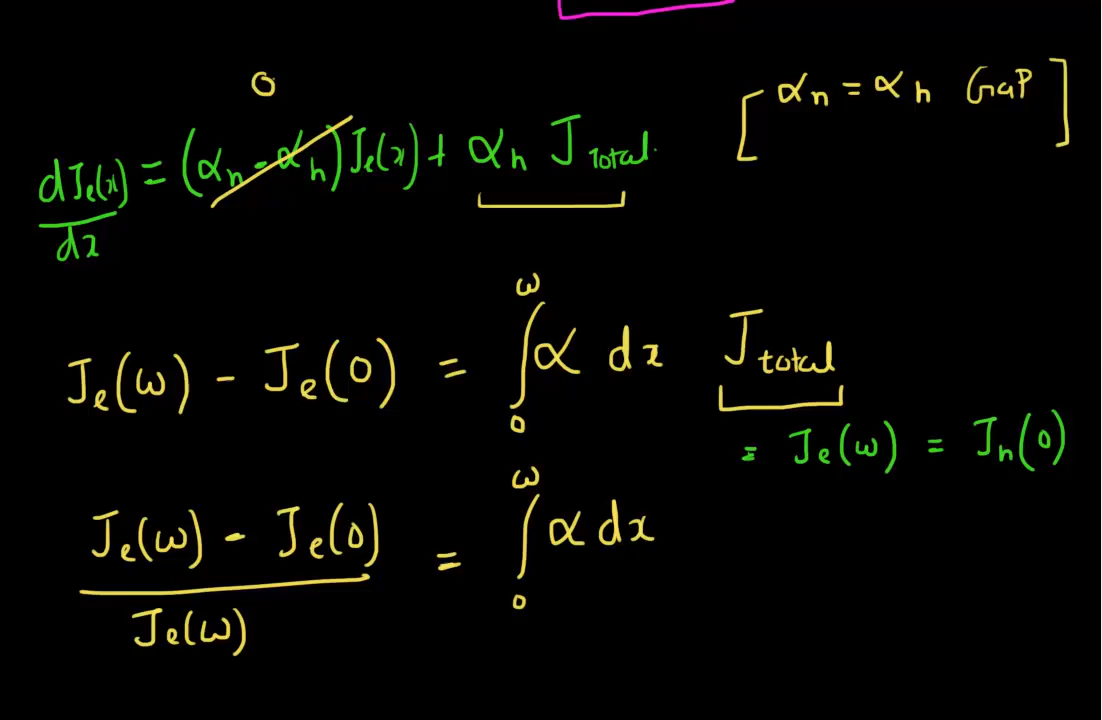 [αn = αh GaP]
0
dJe(x)/dx = (αn - αh)Je(x) + αh JTotal.
Je(ω) - Je(0) = ∫₀^ω α dx Jtotal
= Je(ω) = Jh(0)
(Je(ω) - Je(0))/Je(ω) = ∫₀^ω α dx